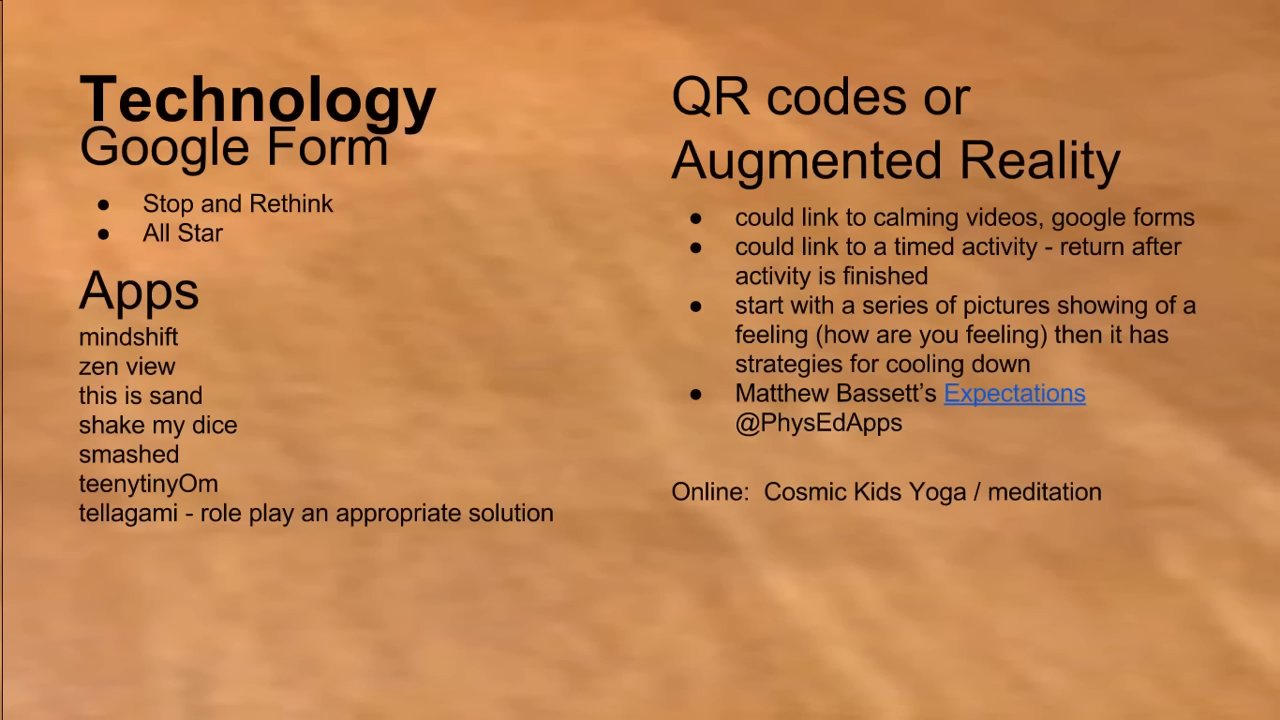 Technology
Google Form
● Stop and Rethink
● All Star
Apps
mindshift
zen view
this is sand
shake my dice
smashed
teenytinyOm
tellagami - role play an appropriate solution
QR codes or
Augmented Reality
● could link to calming videos, google forms
● could link to a timed activity - return after
activity is finished
● start with a series of pictures showing of a
feeling (how are you feeling) then it has
strategies for cooling down
● Matthew Bassett’s Expectations
@PhysEdApps
Online:  Cosmic Kids Yoga / meditation